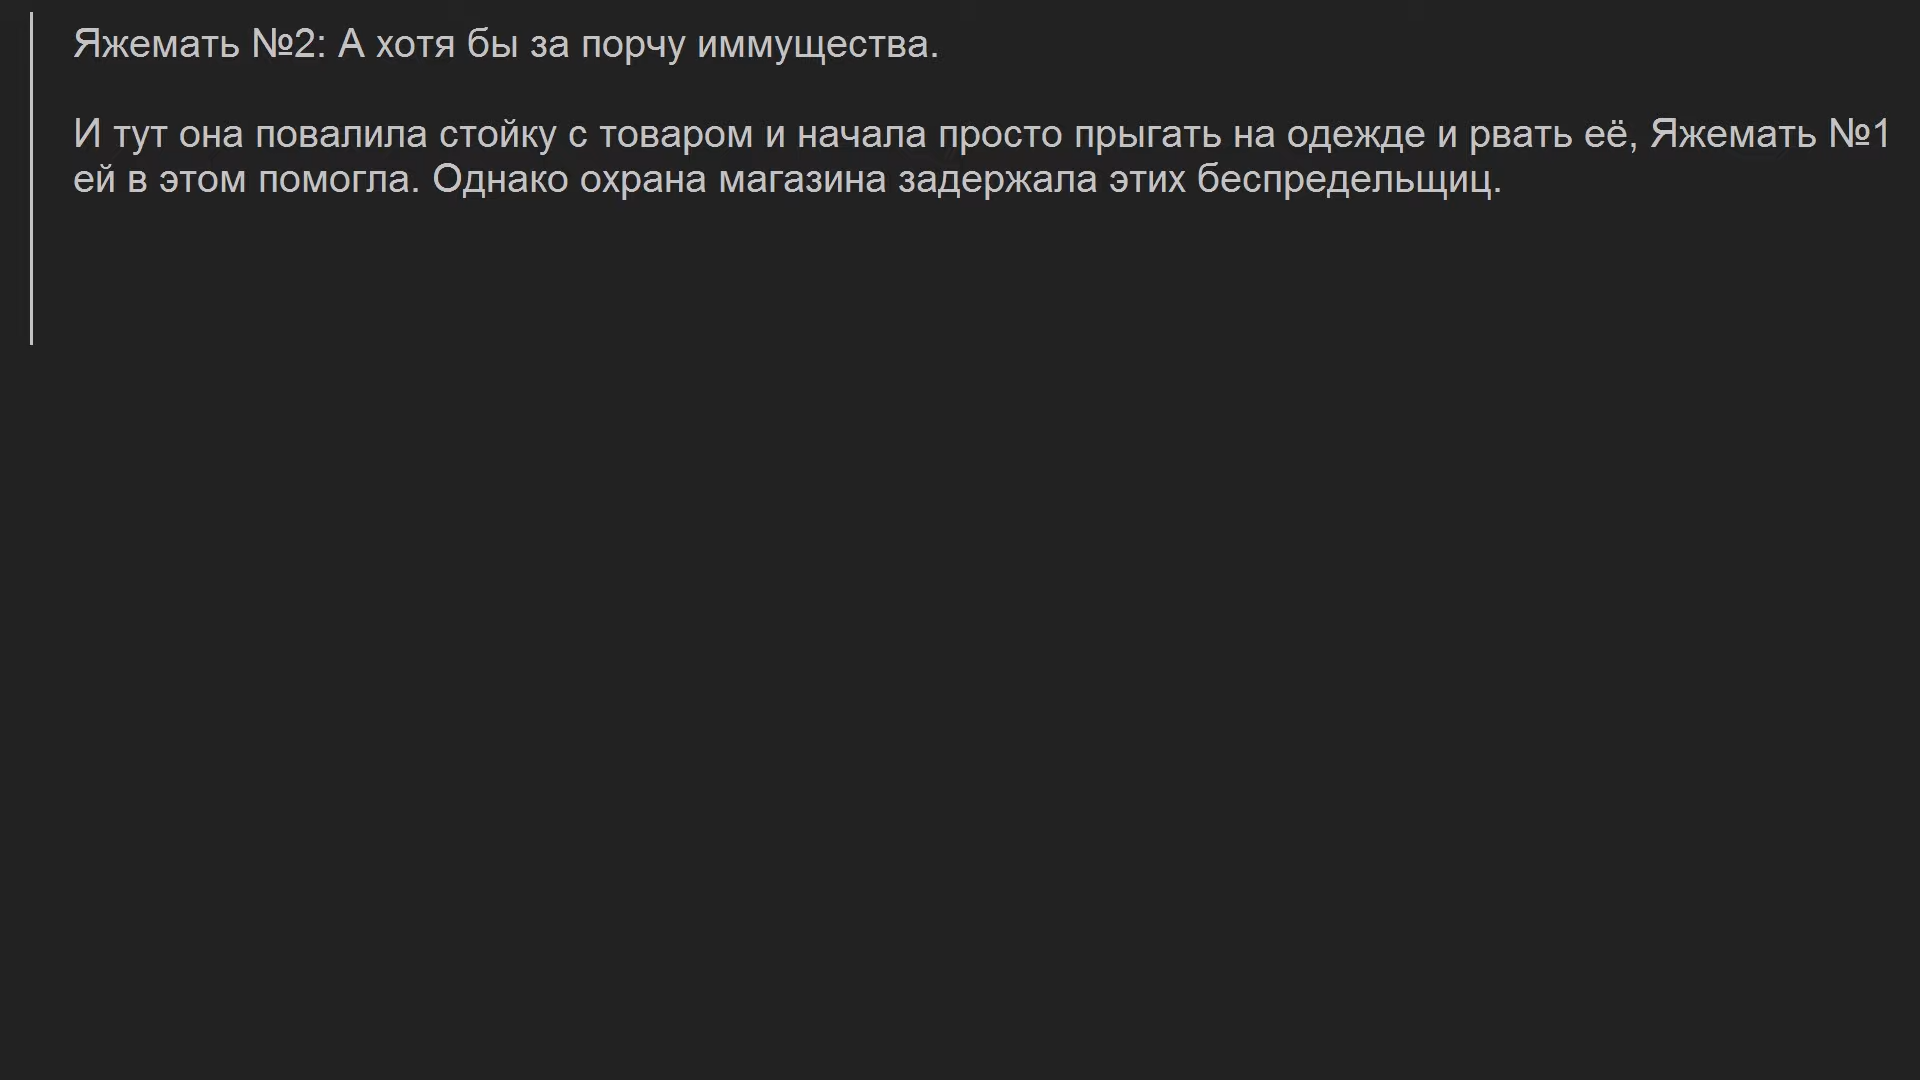 Яжемать №2: А хотя бы за порчу иммущества.
И тут она повалила стойку с товаром и начала просто прыгать на одежде и рвать её, Яжемать №1
ей в этом помогла. Однако охрана магазина задержала этих беспредельщиц.